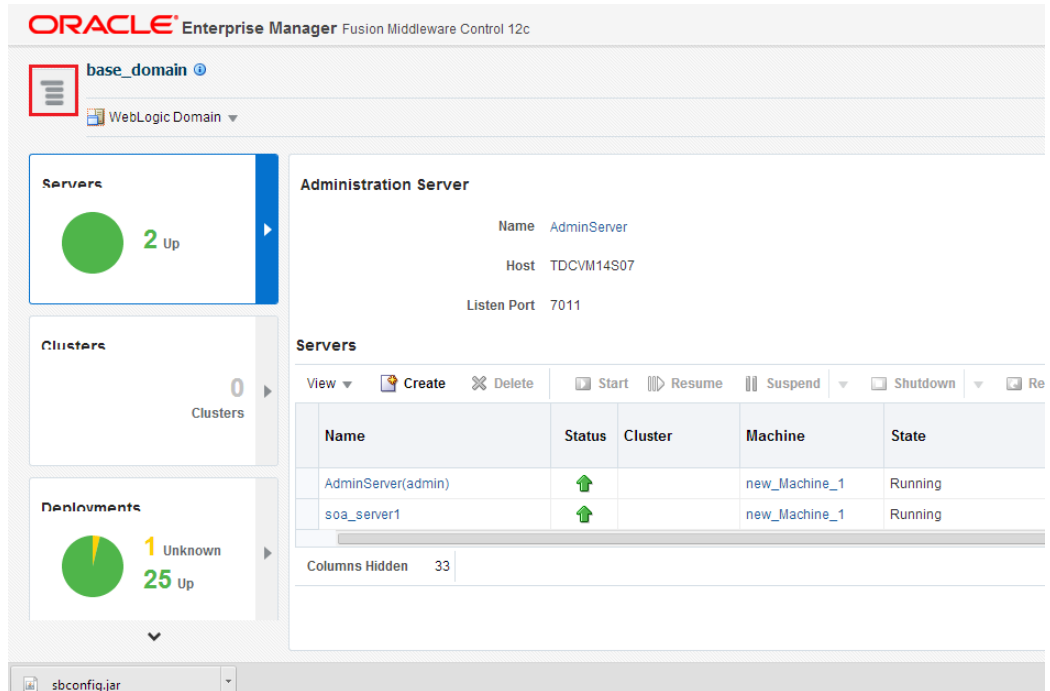 ORACLE® Enterprise Manager Fusion Middleware Control 12c
base_domain
WebLogic Domain
Servers
2 Up
Clusters
0
Clusters
Deployments
1 Unknown
25 Up
Administration Server
Name AdminServer
Host TDCVM14S07
Listen Port 7011
Servers
View Create Delete Start Resume Suspend Shutdown Re
Name Status Cluster Machine State
AdminServer(admin) new_Machine_1 Running
soa_server1 new_Machine_1 Running
Columns Hidden 33
sbconfig.jar